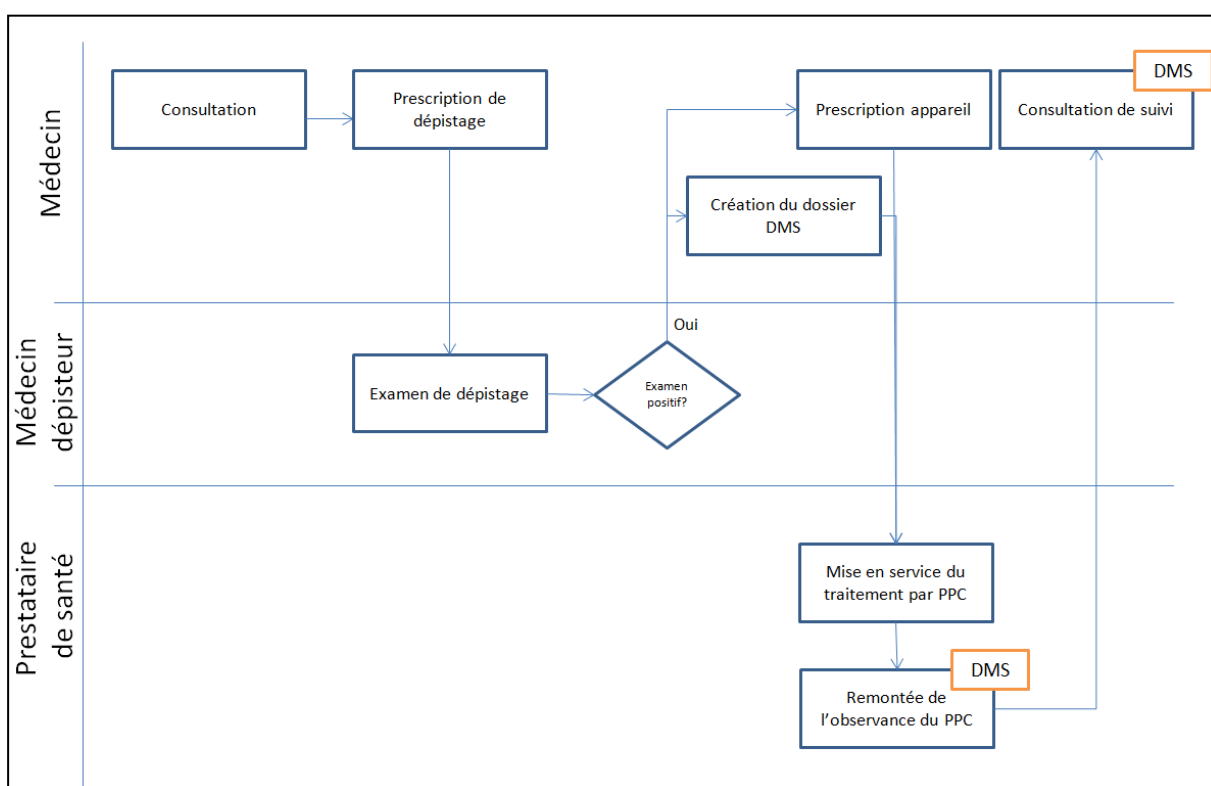 Médecin
Consultation
Prescription de
dépistage
Prescription appareil
DMS
Consultation de suivi
Création du dossier
DMS
Médecin
dépisteur
Examen de dépistage
Oui
Examen
positif?
Prestataire
de santé
Mise en service du
traitement par PPC
DMS
Remontée de
l'observance du PPC